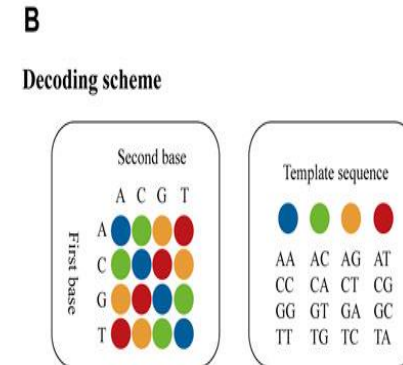 B
Decoding scheme
Second base
A C G T
First base
A
C
G
T
Template sequence
AA AC AG AT
CC CA CT CG
GG GT GA GC
TT TG TC TA